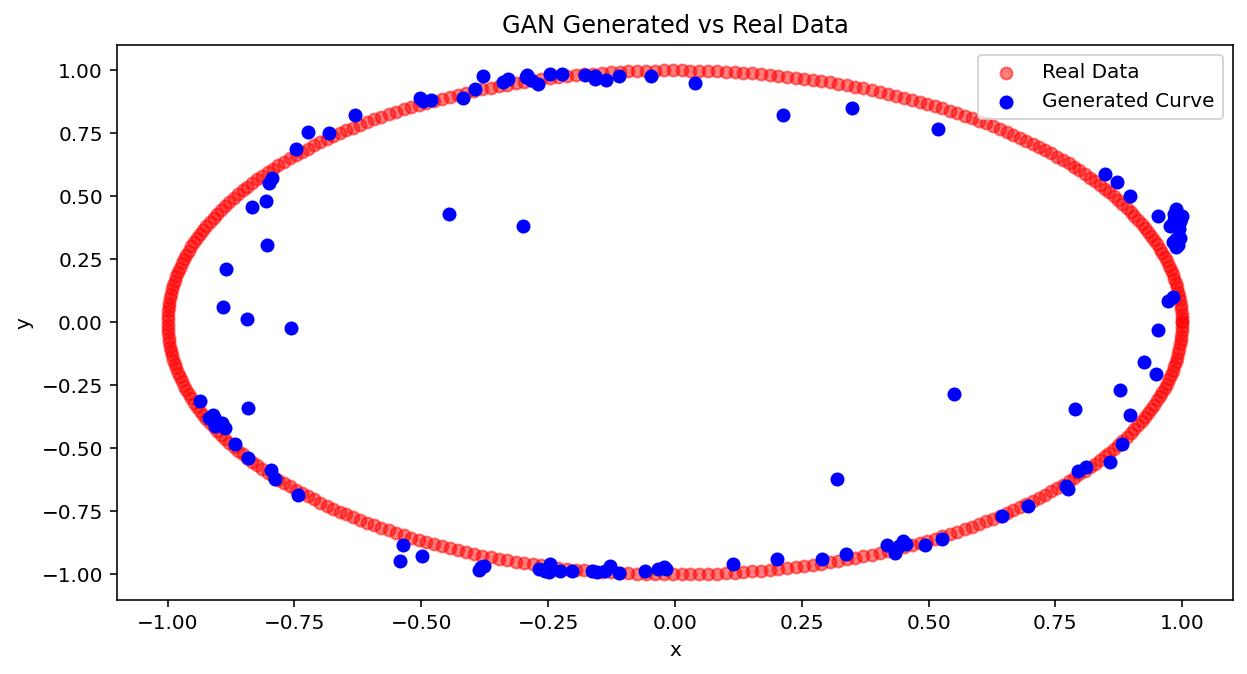 GAN Generated vs Real Data
Real Data
Generated Curve
1.00
0.75
0.50
0.25
0.00
−0.25
−0.50
−0.75
−1.00
y
−1.00 −0.75 −0.50 −0.25 0.00 0.25 0.50 0.75 1.00
x